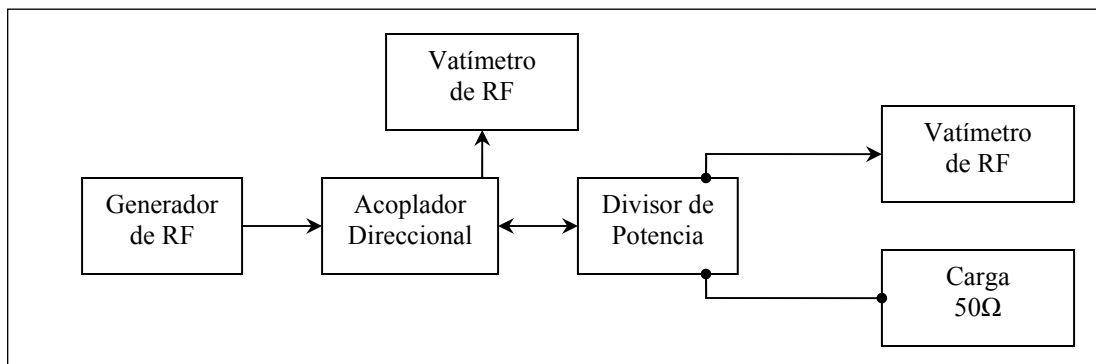 Vatímetro
de RF
Vatímetro
de RF
Generador
de RF
Acoplador
Direccional
Divisor de
Potencia
Carga
50Ω